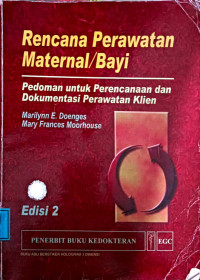 Rencana Perawatan
Maternal/Bayi
Pedoman untuk Perencanaan dan
Dokumentasi Perawatan Klien
Marilynn E. Doenges
Mary Frances Moorhouse
Edisi 2
PENERBIT BUKU KEDOKTERAN
EGC